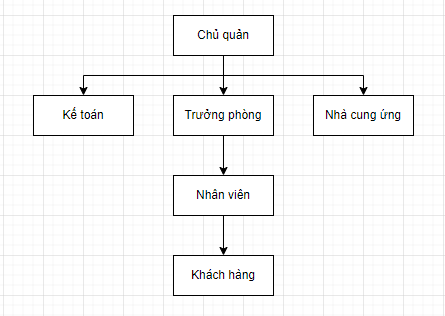 Chủ quản
Kế toán
Trưởng phòng
Nhà cung ứng
Nhân viên
Khách hàng